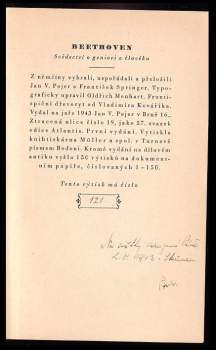 BEETHOVEN
Svědectví o geniovi a člověku
Z němčiny vybrali, uspořádali a přeložili
Jan V. Pojer a František Springer. Typo-
graficky upravil Oldřich Menhart. Fronti-
spiční dřevoryt od Vladimíra Kováříka.
Vydal na jaře 1943 Jan V. Pojer v Brně 16,
Ztracená ulice číslo 19, jako 27. svazek
edice Atlantis. První vydání. Vytiskla
knihtiskárna Müller a spol. v Turnově
písmem Bodoni. Kromě vydání na dílovém
antiku vyšlo 150 výtisků na dokument-
ním papíře, číslovaných 1—150.
Tento výtisk má číslo
121